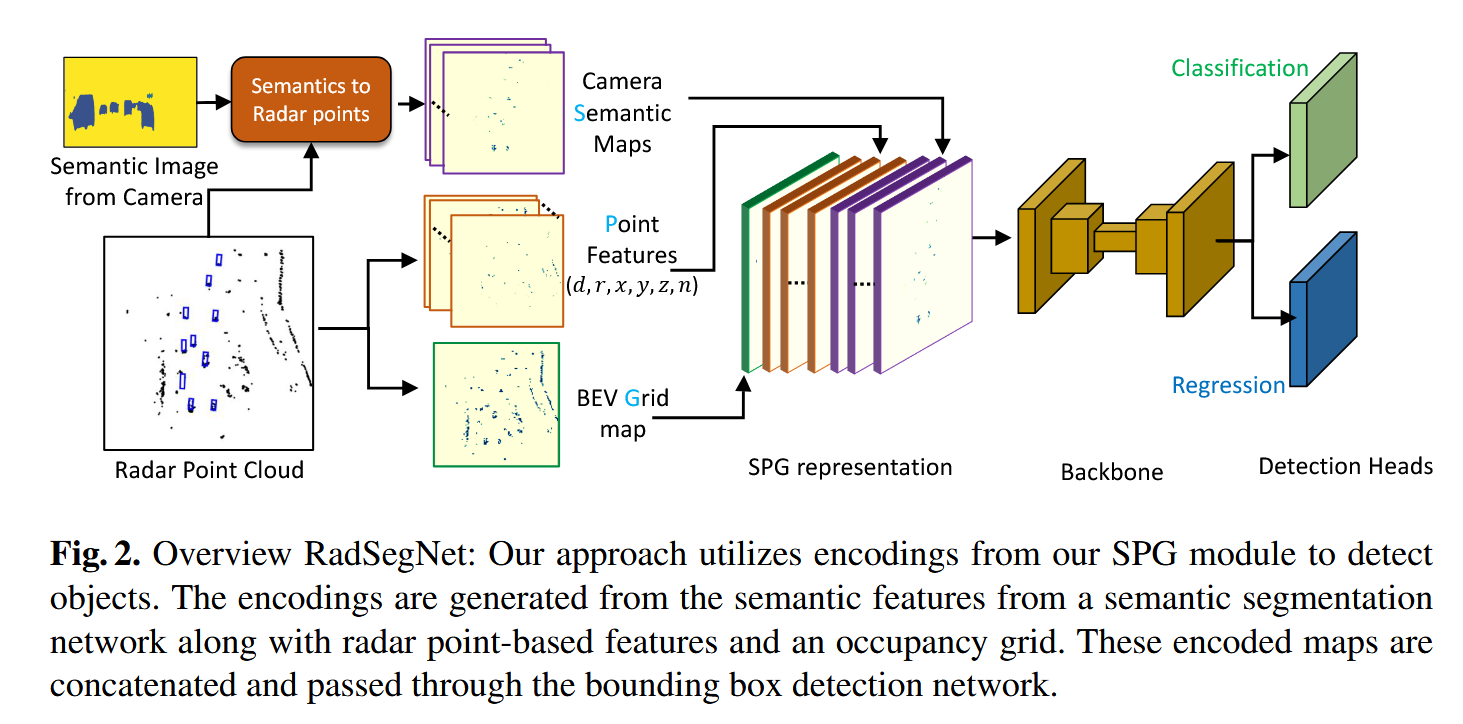 Semantic Image
from Camera
Semantics to
Radar points
Camera
Semantic
Maps
Classification
Point
Features
(d, r, x, y, z, n)
BEV Grid
map
Regression
Radar Point Cloud
SPG representation
Backbone
Detection Heads
Fig. 2. Overview RadSegNet: Our approach utilizes encodings from our SPG module to detect
objects. The encodings are generated from the semantic features from a semantic segmentation
network along with radar point-based features and an occupancy grid. These encoded maps are
concatenated and passed through the bounding box detection network.